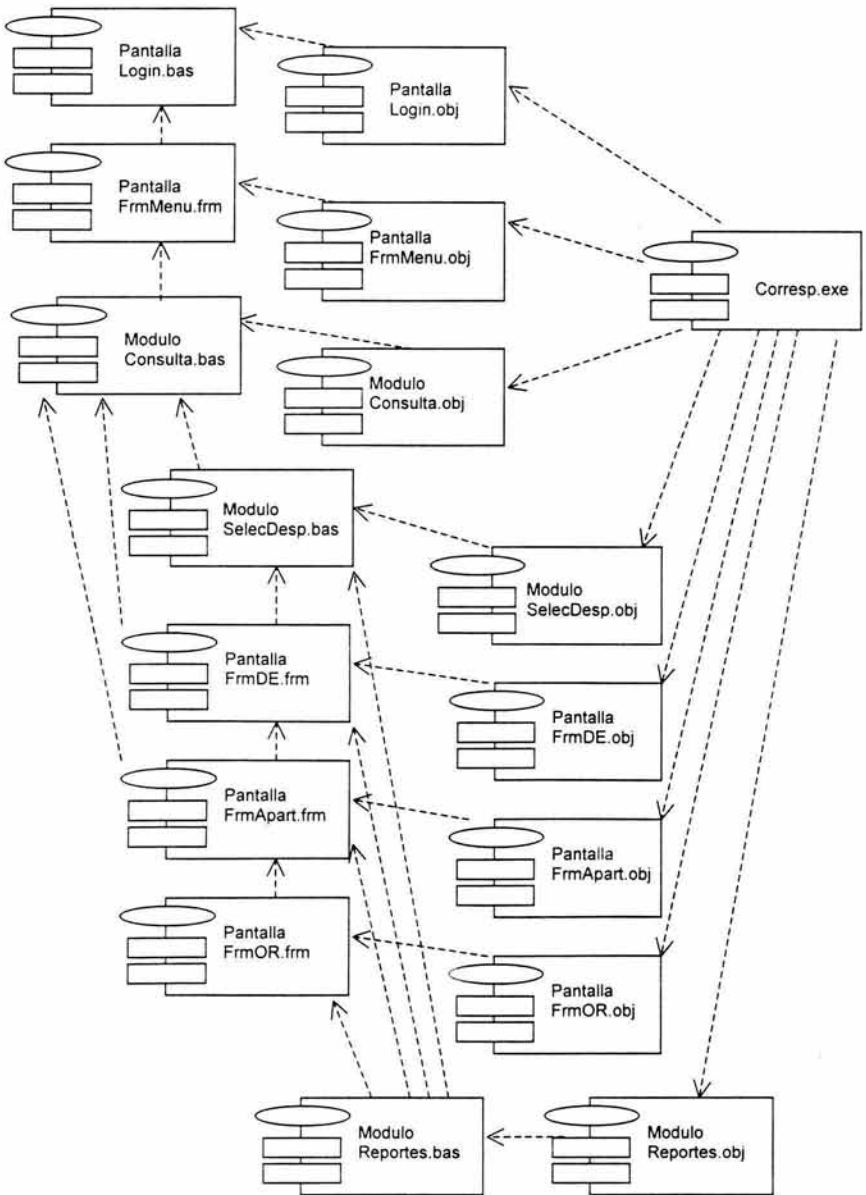 Pantalla
Login.bas
Pantalla
Login.obj
Pantalla
FrmMenu.frm
Pantalla
FrmMenu.obj
Corresp.exe
Modulo
Consulta.bas
Modulo
Consulta.obj
Modulo
SelecDesp.bas
Modulo
SelecDesp.obj
Pantalla
FrmDE.frm
Pantalla
FrmDE.obj
Pantalla
FrmApart.frm
Pantalla
FrmApart.obj
Pantalla
FrmOR.frm
Pantalla
FrmOR.obj
Modulo
Reportes.bas
Modulo
Reportes.obj